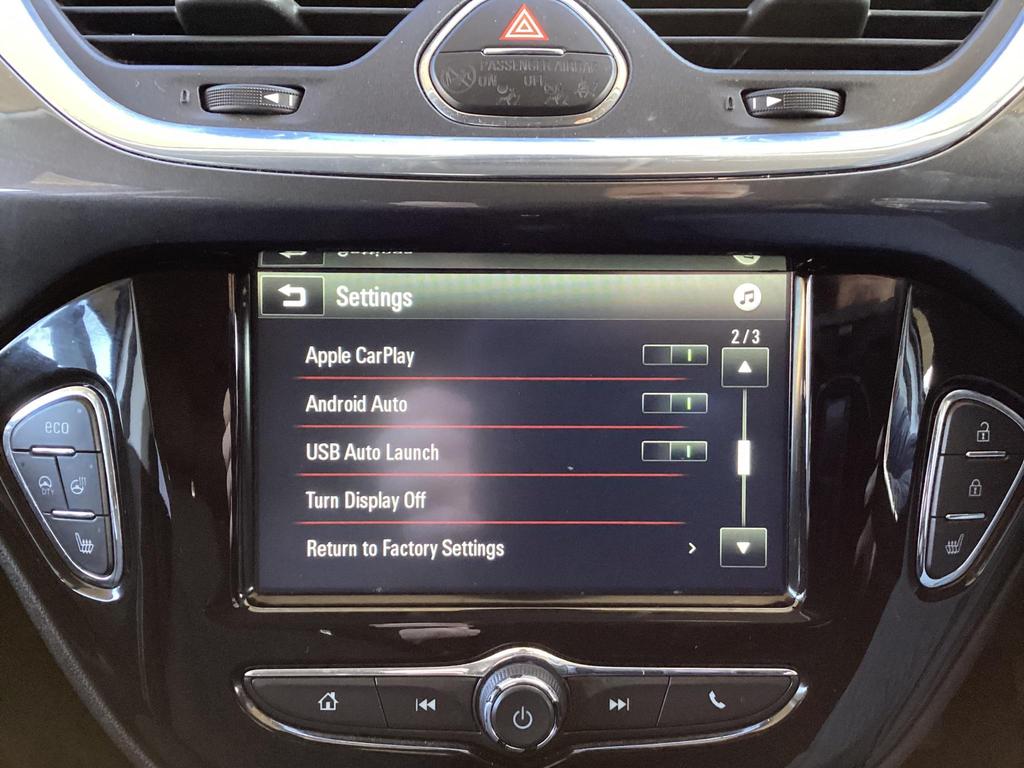 PASSENGER AIRBAG
ON OFF
Settings
2/3
Apple CarPlay
Android Auto
USB Auto Launch
Turn Display Off
Return to Factory Settings
eco